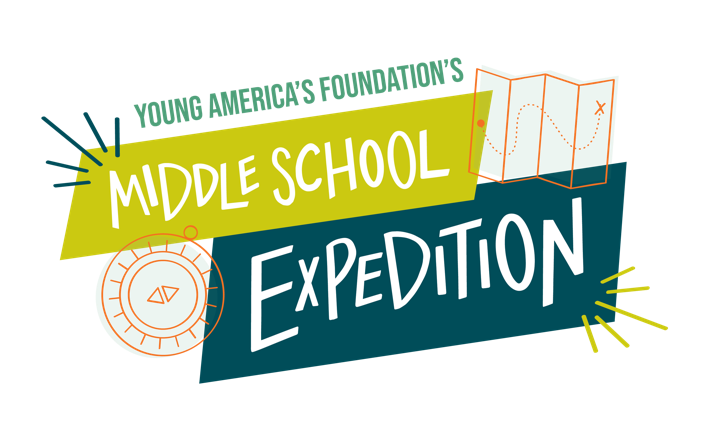 YOUNG AMERICA'S FOUNDATION'S
MIDDLE SCHOOL
EXPEDITION